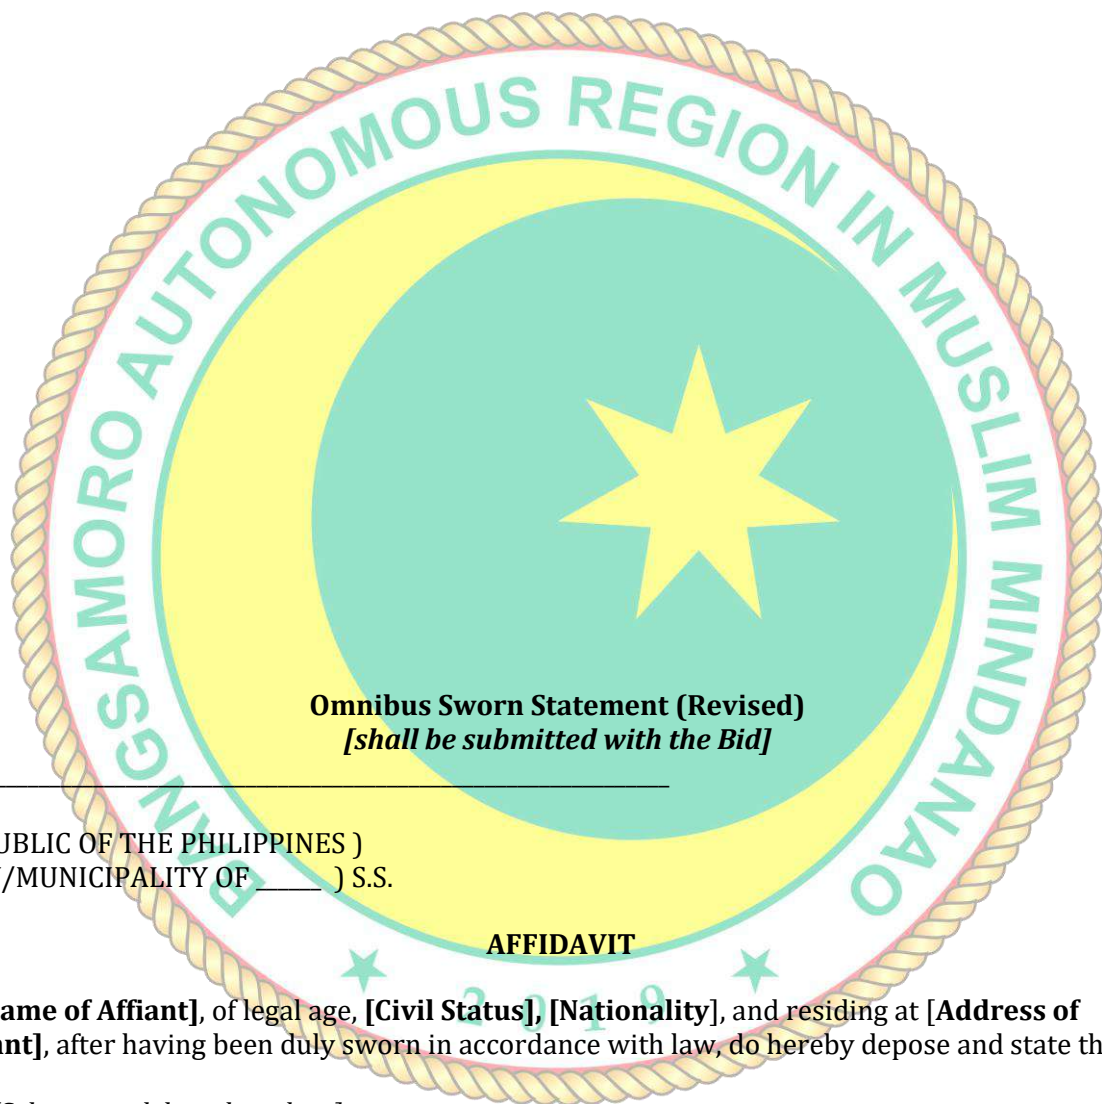 BANGSAMORO AUTONOMOUS REGION IN MUSLIM MINDANAO
Omnibus Sworn Statement (Revised)
[shall be submitted with the Bid]
UBLIC OF THE PHILIPPINES )
/MUNICIPALITY OF ______ ) S.S.
AFFIDAVIT
2019
ame of Affiant], of legal age, [Civil Status], [Nationality], and residing at [Address of
ant], after having been duly sworn in accordance with law, do hereby depose and state th